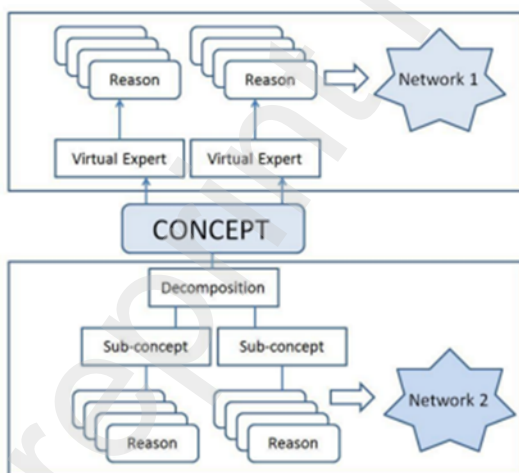 Reason
Reason
Network 1
Virtual Expert
Virtual Expert
CONCEPT
Decomposition
Sub-concept
Sub-concept
Reason
Reason
Network 2